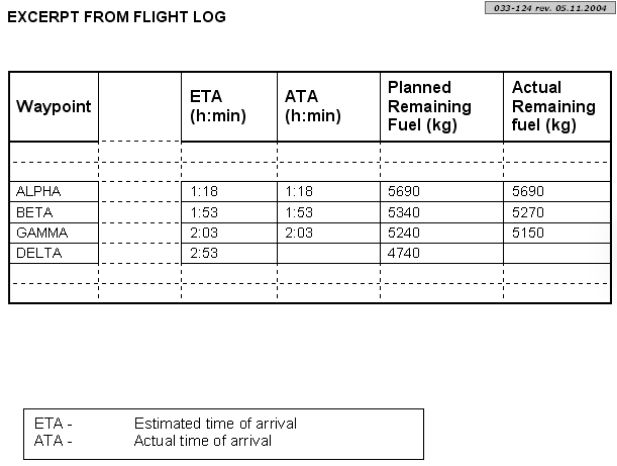 EXCERPT FROM FLIGHT LOG
033-124 rev. 05.11.2004
Waypoint ETA (h:min) ATA (h:min) Planned Remaining Fuel (kg) Actual Remaining fuel (kg)
ALPHA 1:18 1:18 5690 5690
BETA 1:53 1:53 5340 5270
GAMMA 2:03 2:03 5240 5150
DELTA 2:53 4740
ETA - Estimated time of arrival
ATA - Actual time of arrival